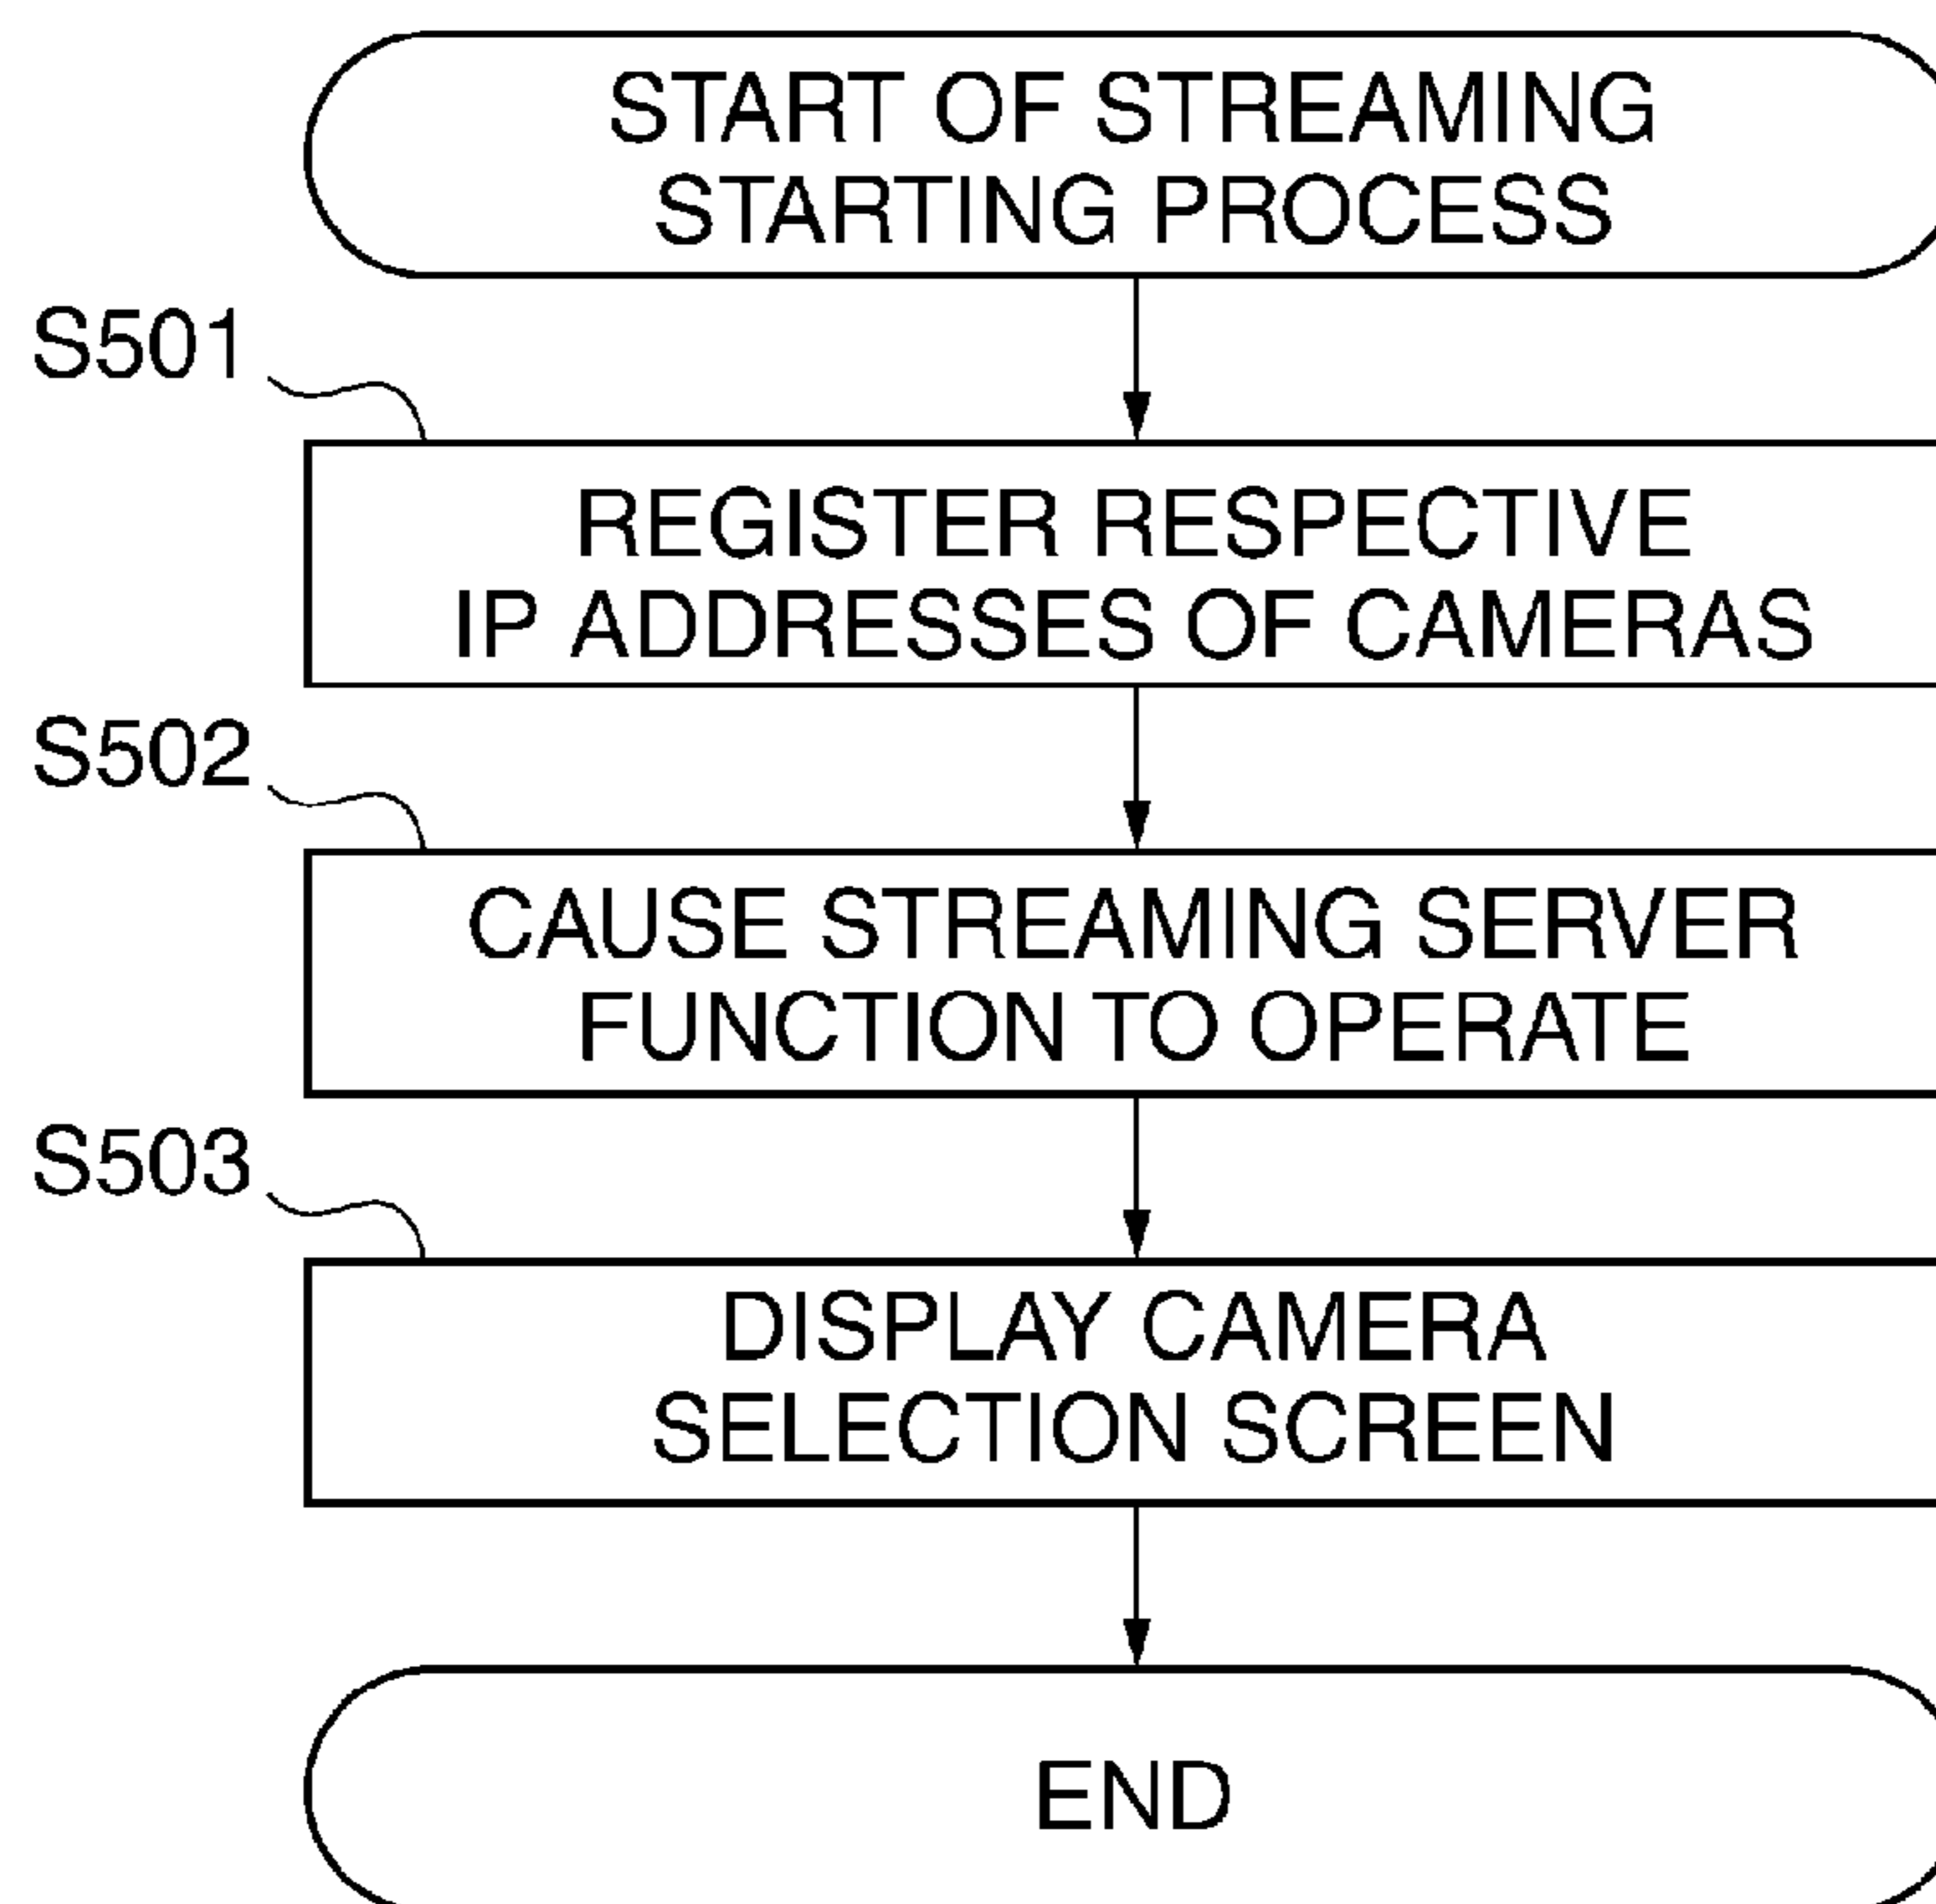 START OF STREAMING
STARTING PROCESS
S501
REGISTER RESPECTIVE
IP ADDRESSES OF CAMERAS
S502
CAUSE STREAMING SERVER
FUNCTION TO OPERATE
S503
DISPLAY CAMERA
SELECTION SCREEN
END